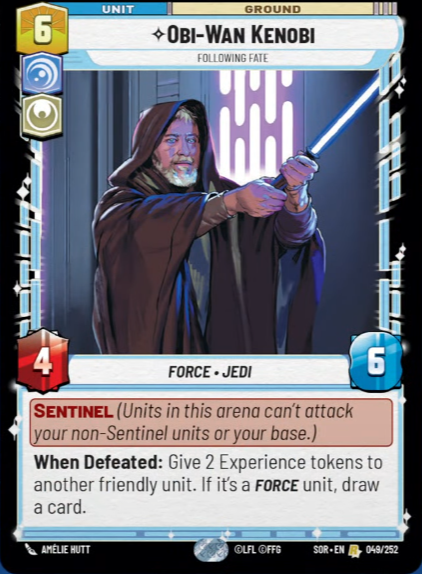 UNIT
GROUND
6
✧OBI-WAN KENOBI
FOLLOWING FATE
4
6
FORCE • JEDI
SENTINEL (Units in this arena can't attack
your non-Sentinel units or your base.)
When Defeated: Give 2 Experience tokens to
another friendly unit. If it's a FORCE unit, draw
a card.
AMÉLIE HUTT
©LFL ©FFG
SOR • EN
049/252